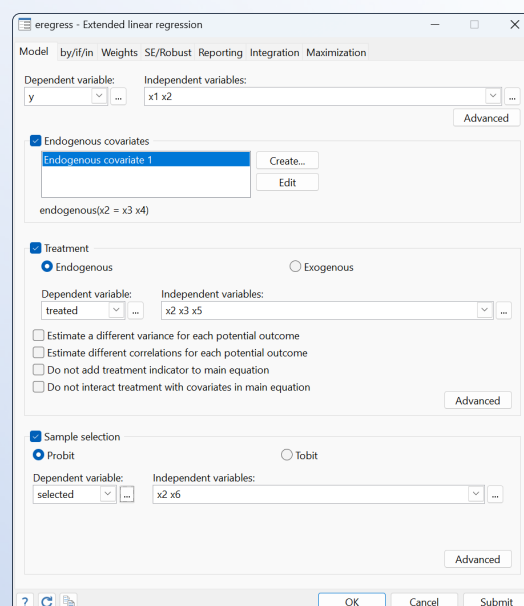 eregress - Extended linear regression
Model by/if/in Weights SE/Robust Reporting Integration Maximization
Dependent variable: Independent variables:
y ... x1 x2 ...
Advanced
Endogenous covariates
Endogenous covariate 1 Create...
Edit
endogenous(x2 = x3 x4)
Treatment
Endogenous Exogenous
Dependent variable: Independent variables:
treated ... x2 x3 x5 ...
Estimate a different variance for each potential outcome
Estimate different correlations for each potential outcome
Do not add treatment indicator to main equation
Do not interact treatment with covariates in main equation
Advanced
Sample selection
Probit Tobit
Dependent variable: Independent variables:
selected ... x2 x6 ...
Advanced
? OK Cancel Submit